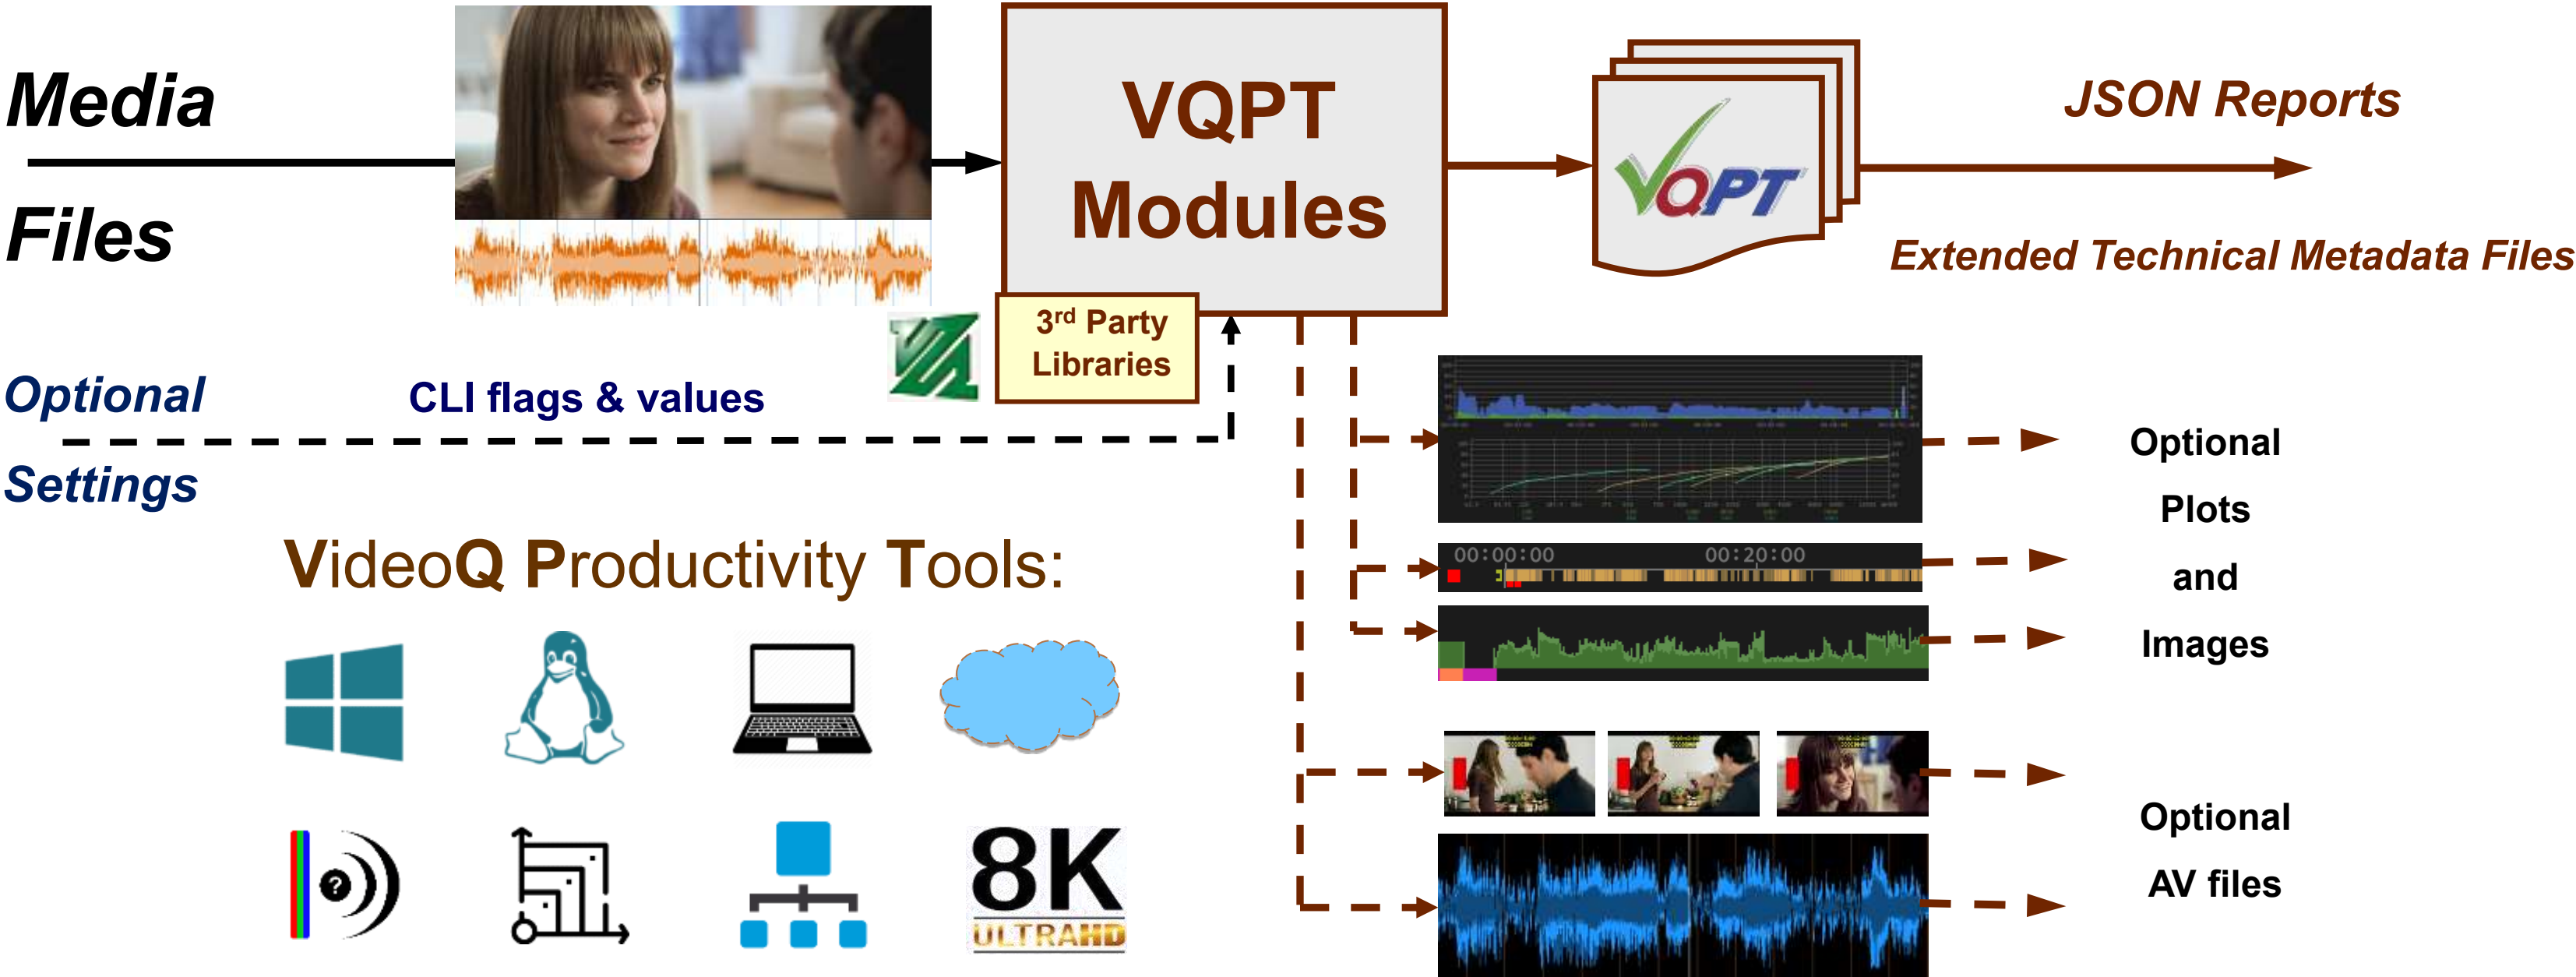 Media
Files
VQPT
Modules
VQPT
JSON Reports
Extended Technical Metadata Files
3rd Party
Libraries
Optional
CLI flags & values
Settings
VideoQ Productivity Tools:
Optional
Plots
and
Images
00:00:00 00:20:00
?
8K
ULTRAHD
Optional
AV files